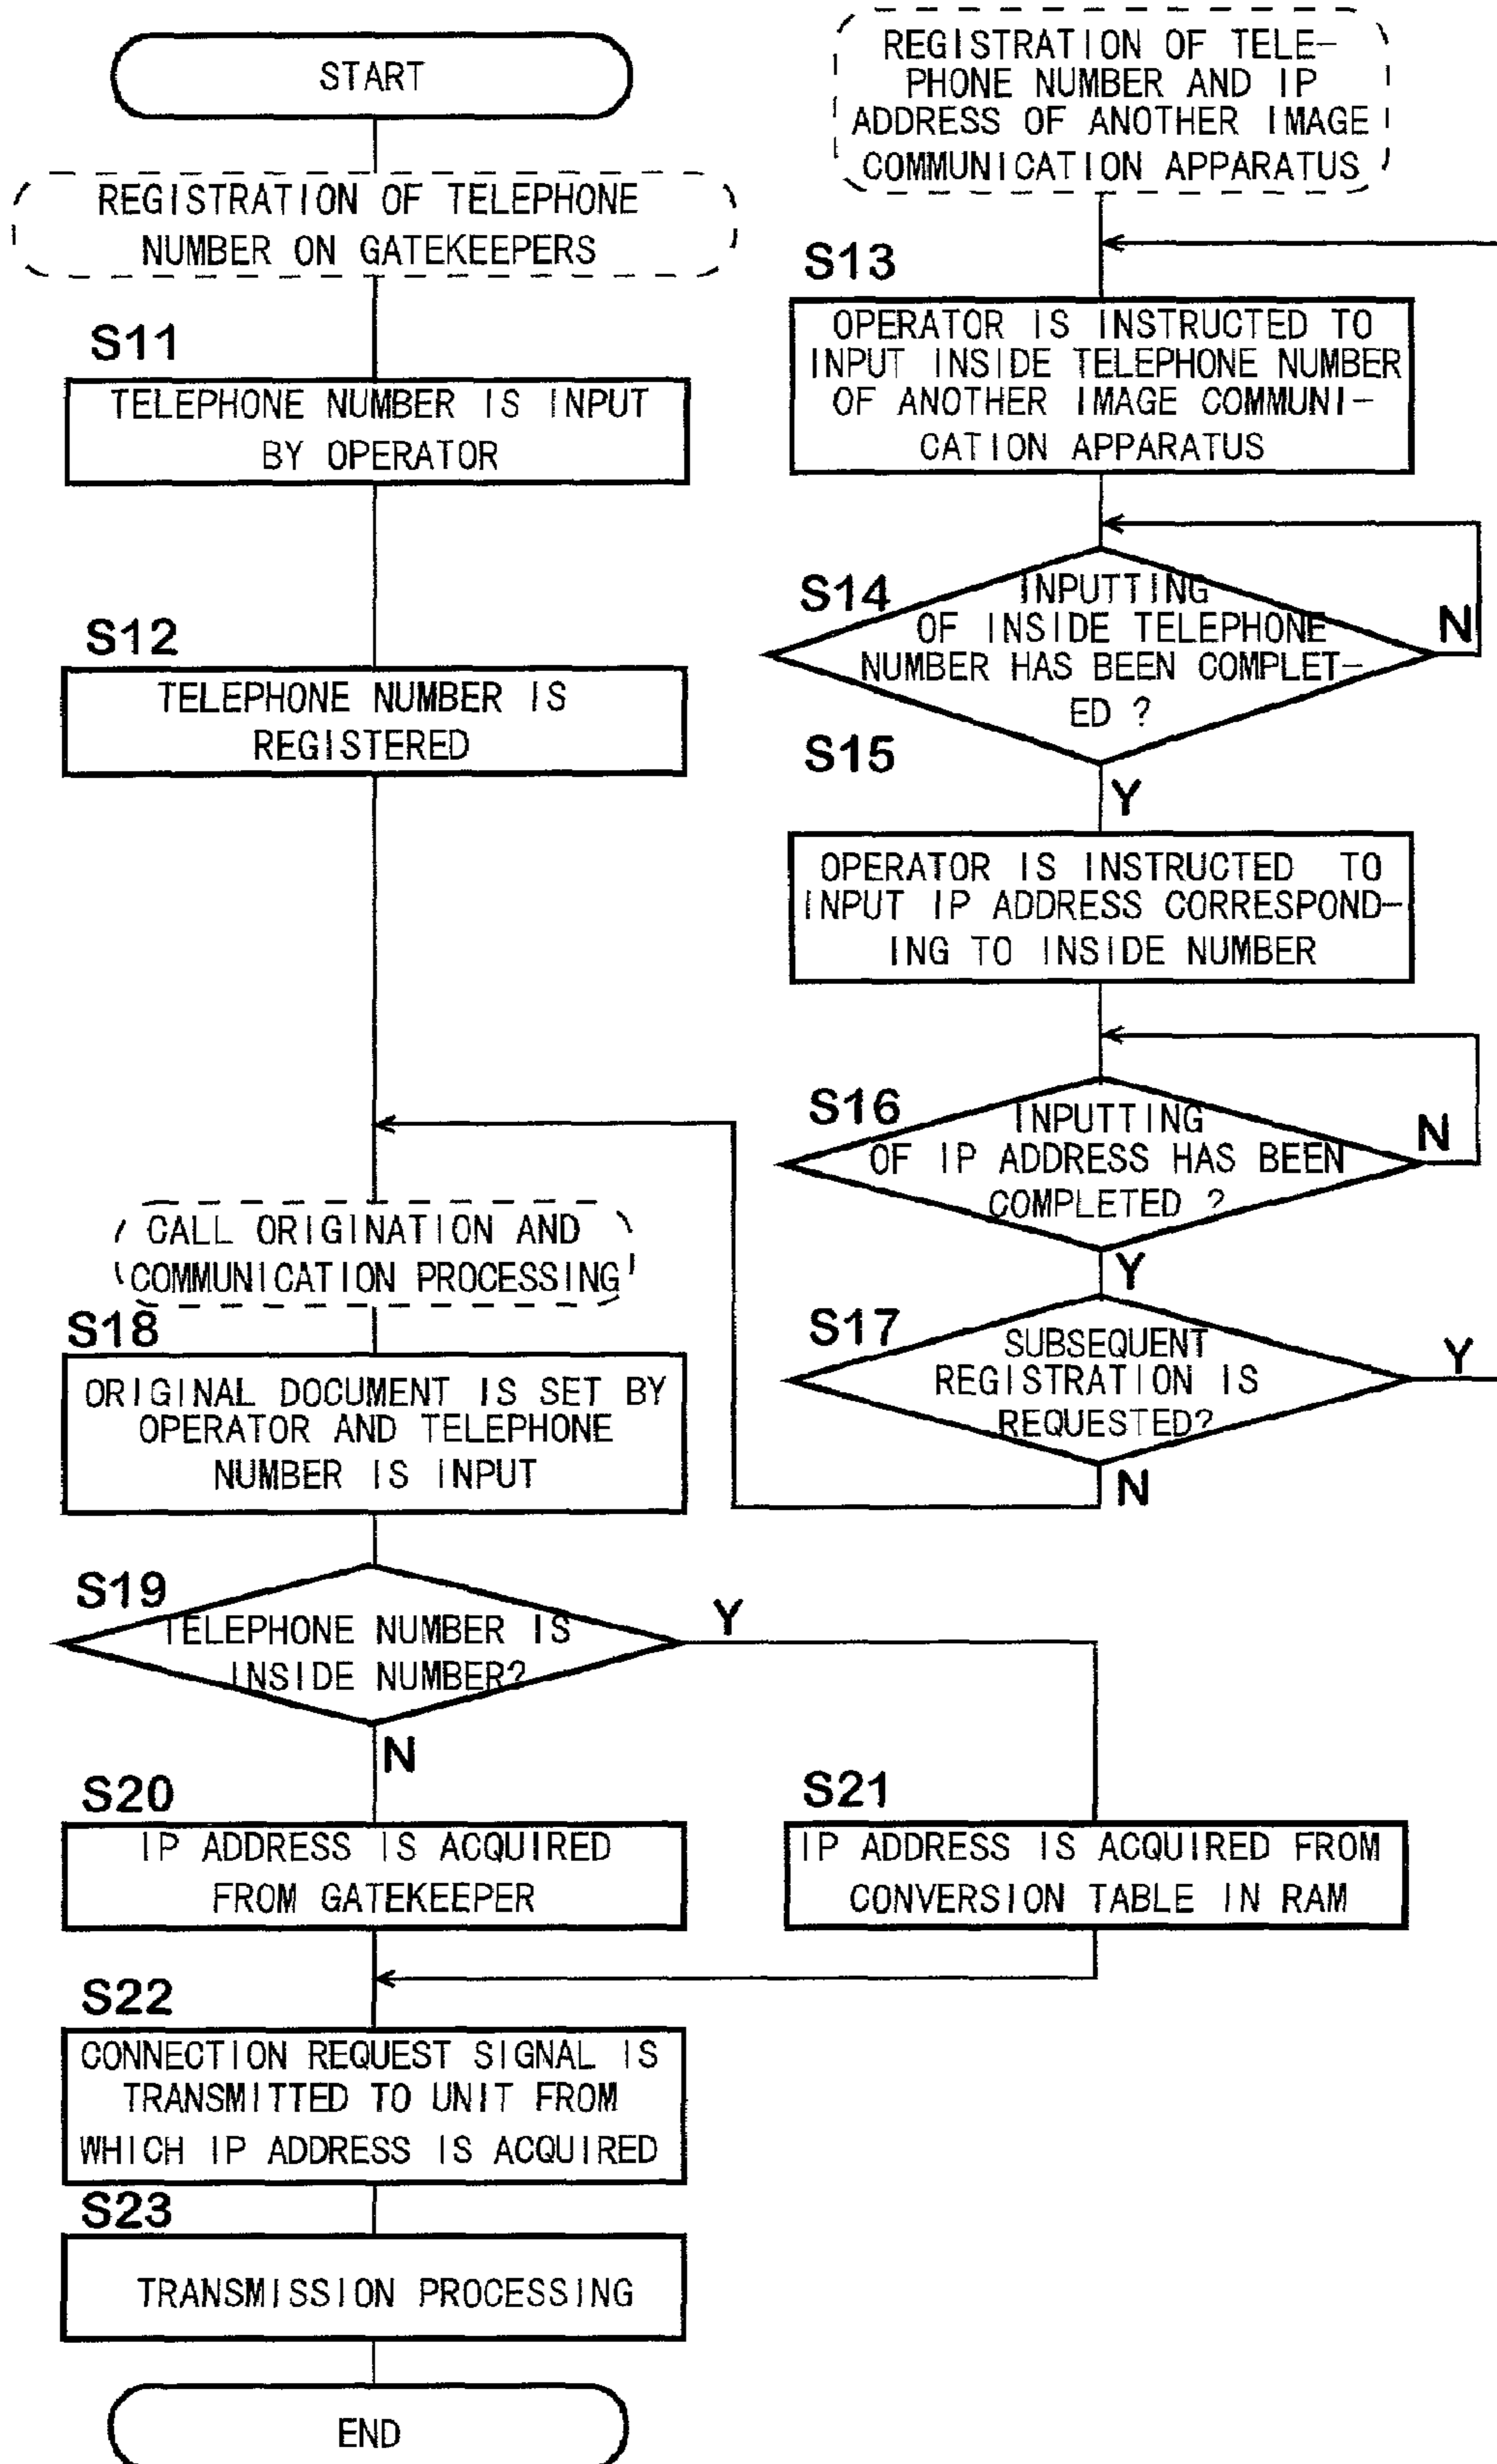 START
REGISTRATION OF TELEPHONE
NUMBER ON GATEKEEPERS
S11
TELEPHONE NUMBER IS INPUT
BY OPERATOR
S12
TELEPHONE NUMBER IS
REGISTERED
REGISTRATION OF TELE-
PHONE NUMBER AND IP
ADDRESS OF ANOTHER IMAGE
COMMUNICATION APPARATUS
S13
OPERATOR IS INSTRUCTED TO
INPUT INSIDE TELEPHONE NUMBER
OF ANOTHER IMAGE COMMUNI-
CATION APPARATUS
S14
INPUTTING
OF INSIDE TELEPHONE
NUMBER HAS BEEN COMPLET-
ED ?
N
Y
S15
OPERATOR IS INSTRUCTED TO
INPUT IP ADDRESS CORRESPOND-
ING TO INSIDE NUMBER
S16
INPUTTING
OF IP ADDRESS HAS BEEN
COMPLETED ?
N
Y
S17
SUBSEQUENT
REGISTRATION IS
REQUESTED?
Y
N
CALL ORIGINATION AND
COMMUNICATION PROCESSING
S18
ORIGINAL DOCUMENT IS SET BY
OPERATOR AND TELEPHONE
NUMBER IS INPUT
S19
TELEPHONE NUMBER IS
INSIDE NUMBER?
Y
N
S20
IP ADDRESS IS ACQUIRED
FROM GATEKEEPER
S21
IP ADDRESS IS ACQUIRED FROM
CONVERSION TABLE IN RAM
S22
CONNECTION REQUEST SIGNAL IS
TRANSMITTED TO UNIT FROM
WHICH IP ADDRESS IS ACQUIRED
S23
TRANSMISSION PROCESSING
END